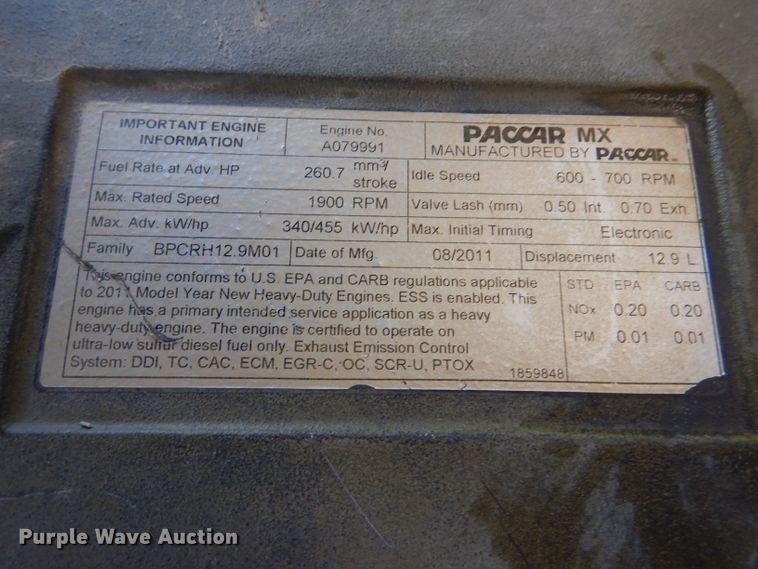 IMPORTANT ENGINE INFORMATION
Engine No. A079991
PACCAR MX
MANUFACTURED BY PACCAR
Fuel Rate at Adv. HP 260.7 mm³/stroke
Idle Speed 600 - 700 RPM
Max. Rated Speed 1900 RPM
Valve Lash (mm) 0.50 Int. 0.70 Exh.
Max. Adv. kW/hp 340/455 kW/hp
Max. Initial Timing Electronic
Family BPCRH12.9M01
Date of Mfg. 08/2011
Displacement 12.9 L
This engine conforms to U.S. EPA and CARB regulations applicable
to 2011 Model Year New Heavy-Duty Engines. ESS is enabled. This
engine has a primary intended service application as a heavy
heavy-duty engine. The engine is certified to operate on
ultra-low sulfur diesel fuel only. Exhaust Emission Control
System: DDI, TC, CAC, ECM, EGR-C, OC, SCR-U, PTOX
1859848
STD EPA CARB
NOx 0.20 0.20
PM 0.01 0.01
Purple Wave Auction